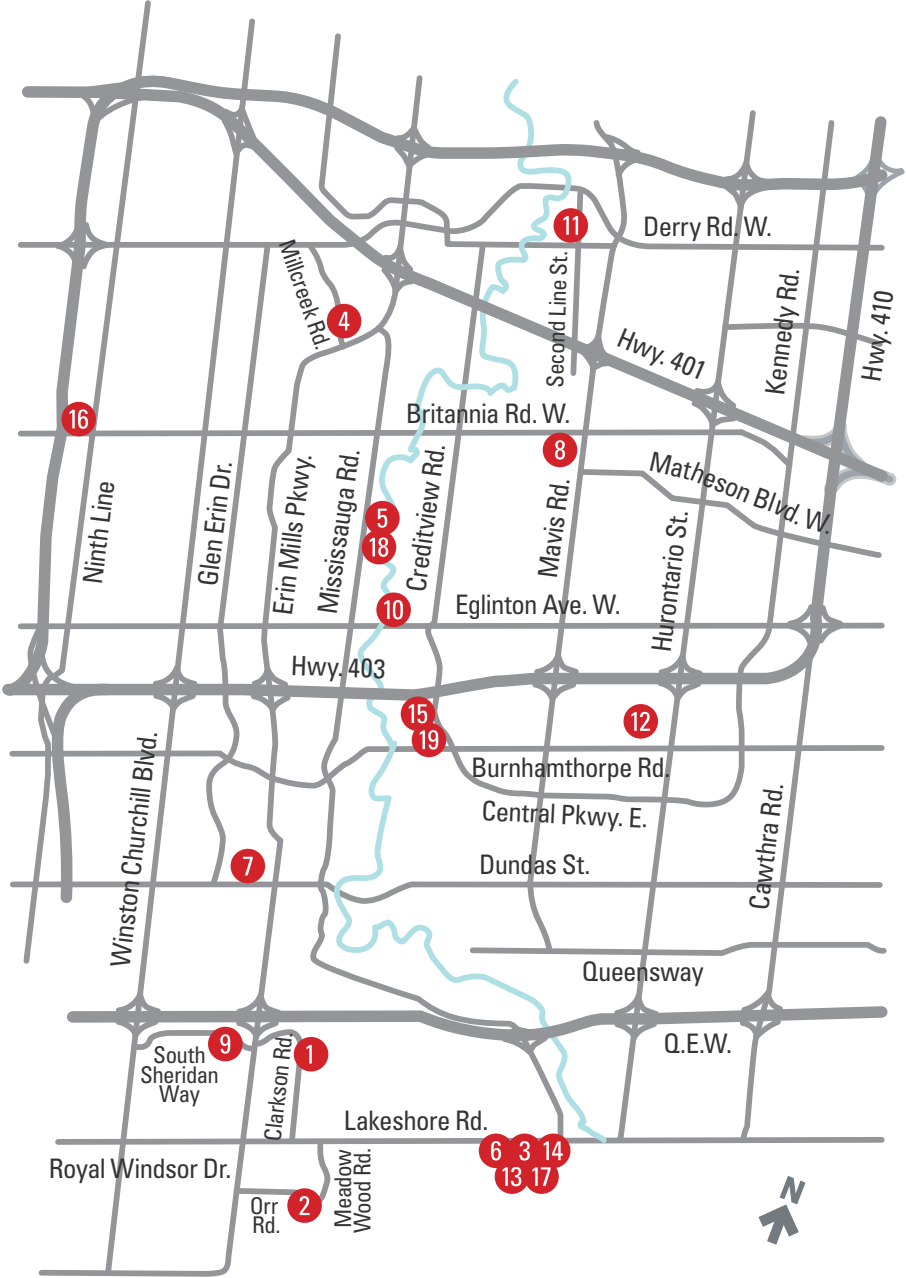 11
Derry Rd. W.
Millcreek
Rd.
4
Second Line St.
Hwy. 401
Kennedy Rd.
Hwy. 410
16
Britannia Rd. W.
8
Matheson Blvd. W.
Ninth Line
Glen Erin Dr.
Erin Mills Pkwy.
Mississauga Rd.
5
18
Creditview Rd.
Mavis Rd.
Hurontario St.
10
Eglinton Ave. W.
Hwy. 403
15
19
12
Burnhamthorpe Rd.
Central Pkwy. E.
Winston Churchill Blvd.
7
Dundas St.
Cawthra Rd.
Queensway
9
South
Sheridan
Way
Clarkson Rd.
1
Q.E.W.
Lakeshore Rd.
6 3 14
13 17
Royal Windsor Dr.
Orr
Rd.
2
Meadow
Wood Rd.
N